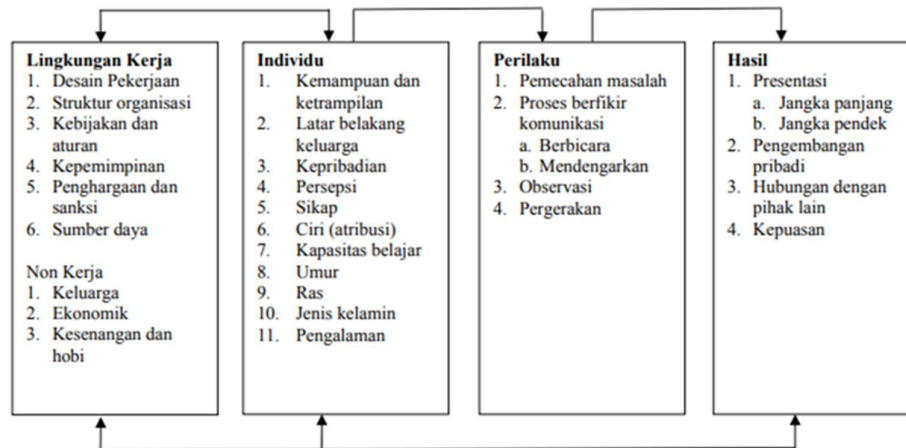 Lingkungan Kerja
1. Desain Pekerjaan
2. Struktur organisasi
3. Kebijakan dan
aturan
4. Kepemimpinan
5. Penghargaan dan
sanksi
6. Sumber daya
Non Kerja
1. Keluarga
2. Ekonomik
3. Kesenangan dan
hobi
Individu
1. Kemampuan dan
ketrampilan
2. Latar belakang
keluarga
3. Kepribadian
4. Persepsi
5. Sikap
6. Ciri (atribusi)
7. Kapasitas belajar
8. Umur
9. Ras
10. Jenis kelamin
11. Pengalaman
Perilaku
1. Pemecahan masalah
2. Proses berfikir
komunikasi
a. Berbicara
b. Mendengarkan
3. Observasi
4. Pergerakan
Hasil
1. Presentasi
a. Jangka panjang
b. Jangka pendek
2. Pengembangan
pribadi
3. Hubungan dengan
pihak lain
4. Kepuasan